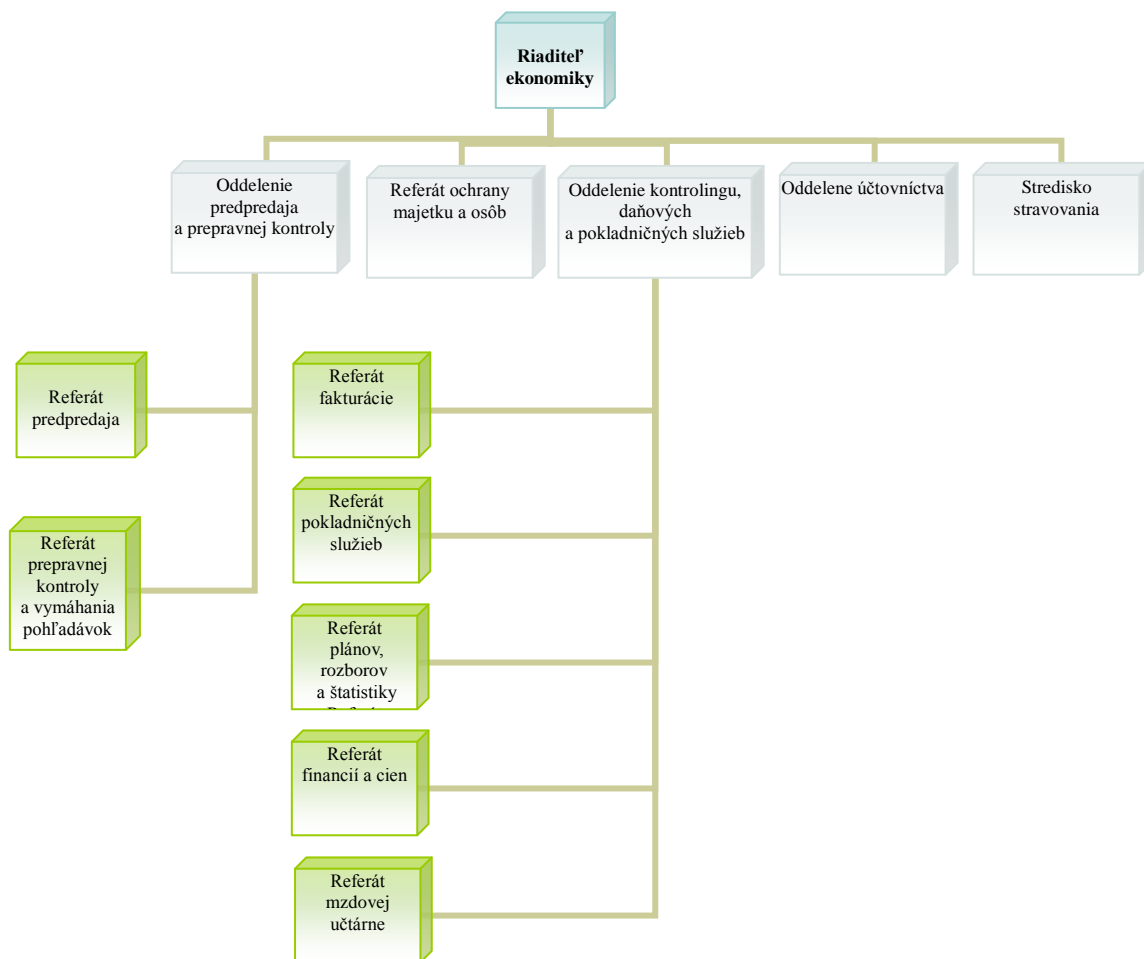 Riaditeľ
ekonomiky
Oddelenie
predpredaja
a prepravnej kontroly
Referát ochrany
majetku a osôb
Oddelenie kontrolingu,
daňových
a pokladničných služieb
Oddelene účtovníctva
Stredisko
stravovania
Referát
predpredaja
Referát
prepravnej
kontroly
a vymáhania
pohľadávok
Referát
fakturácie
Referát
pokladničných
služieb
Referát
plánov,
rozborov
a štatistiky
Referát
financií a cien
Referát
mzdovej
učtárne